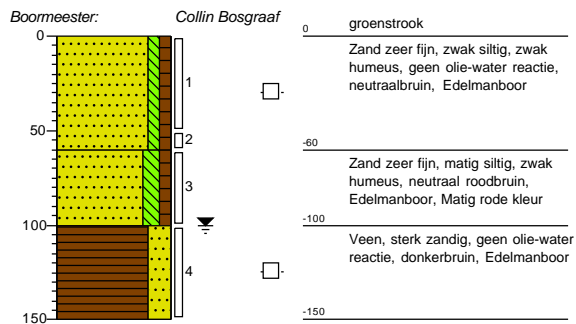 Boormeester: Collin Bosgraaf
0
50
100
150
1
2
3
4
0 groenstrook
Zand zeer fijn, zwak siltig, zwak
humeus, geen olie-water reactie,
neutraalbruin, Edelmanboor
-60
Zand zeer fijn, matig siltig, zwak
humeus, neutraal roodbruin,
Edelmanboor, Matig rode kleur
-100
Veen, sterk zandig, geen olie-water
reactie, donkerbruin, Edelmanboor
-150